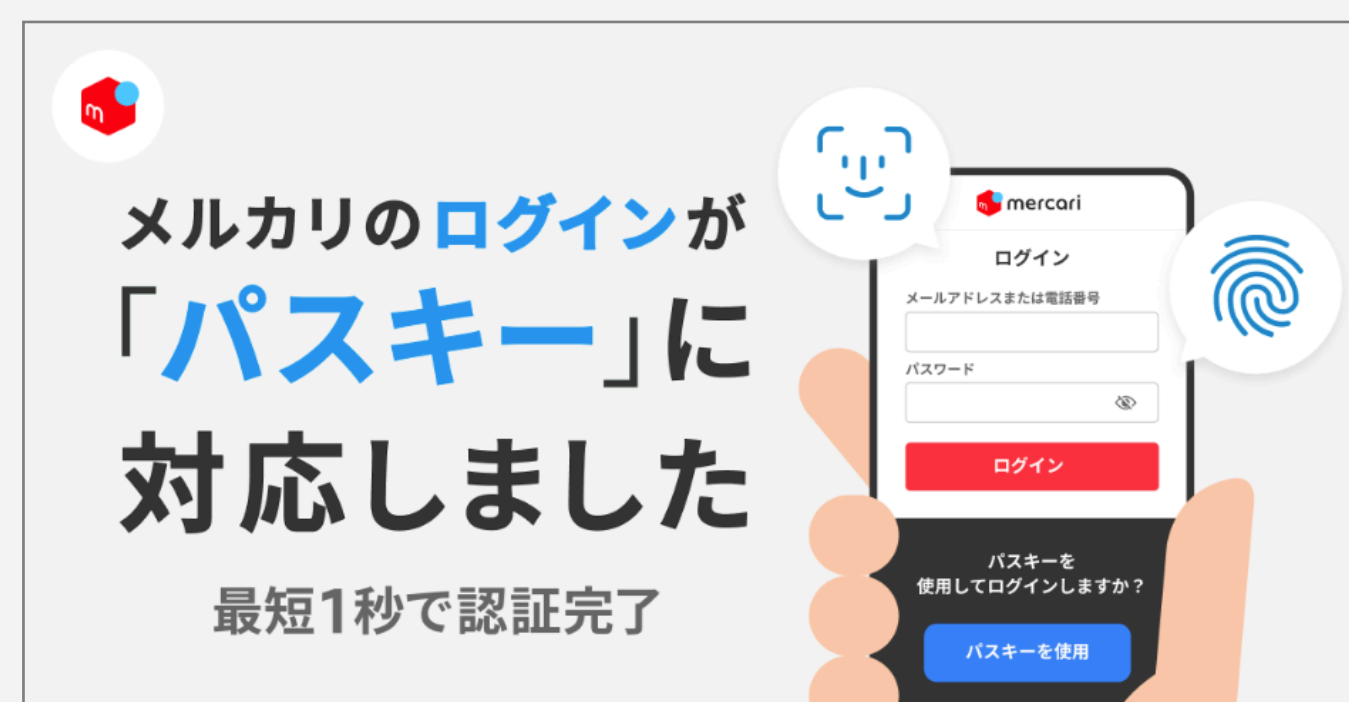 m
メルカリのログインが
「パスキー」に
対応しました
最短1秒で認証完了
m mercari
ログイン
メールアドレスまたは電話番号
パスワード
ログイン
パスキーを
使用してログインしますか？
パスキーを使用